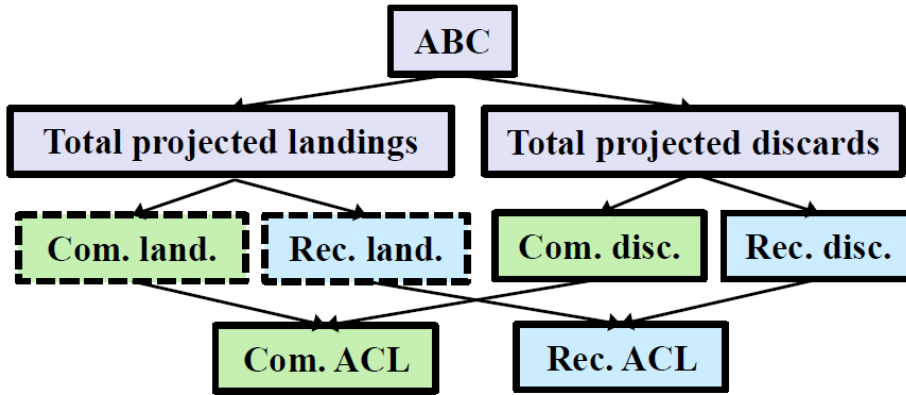 ABC
Total projected landings
Total projected discards
Com. land.
Rec. land.
Com. disc.
Rec. disc.
Com. ACL
Rec. ACL